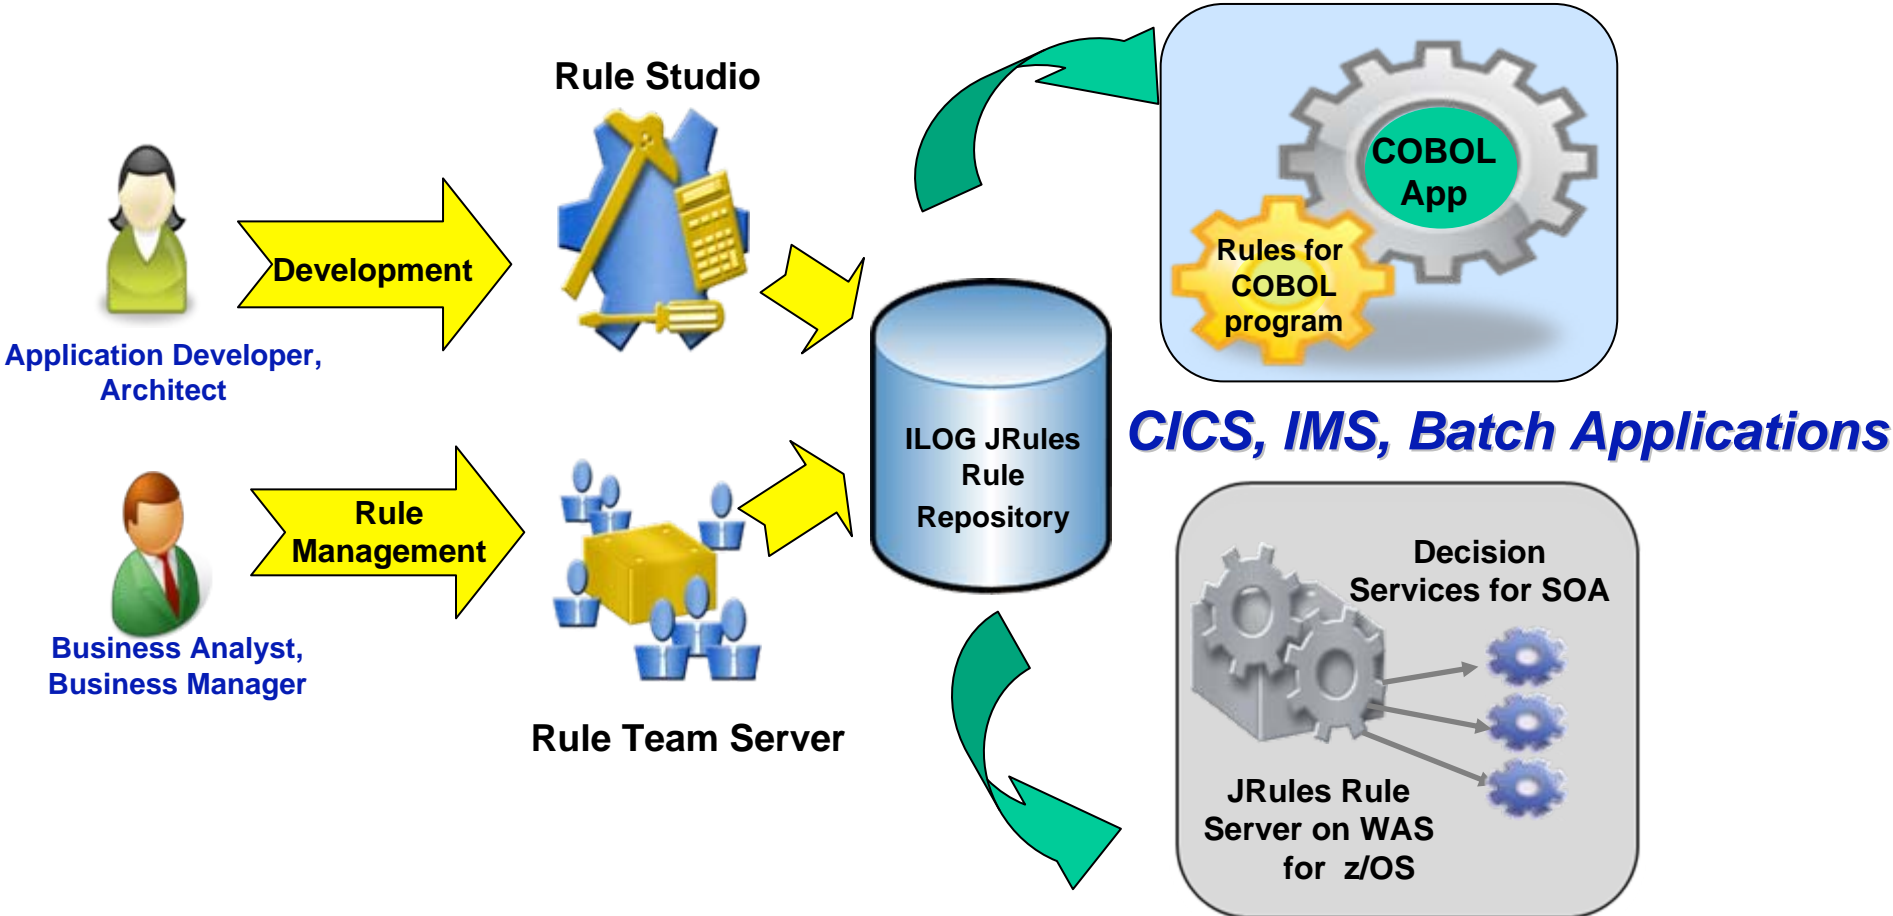 Rule Studio
Development
Application Developer,
Architect
Rule
Management
Business Analyst,
Business Manager
Rule Team Server
ILOG JRules
Rule
Repository
COBOL
App
Rules for
COBOL
program
CICS, IMS, Batch Applications
Decision
Services for SOA
JRules Rule
Server on WAS
for z/OS